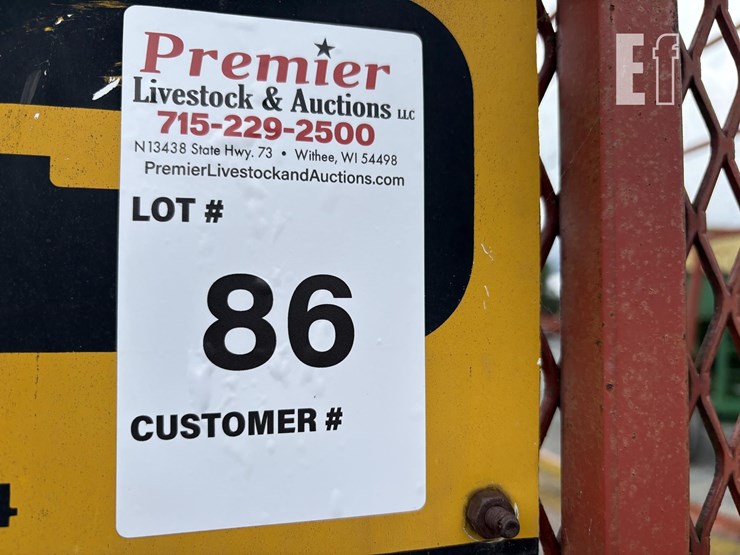 Premier
Livestock & Auctions LLC
715-229-2500
N13438 State Hwy. 73 • Withee, WI 54498
PremierLivestockandAuctions.com
LOT #
86
CUSTOMER #
Ef